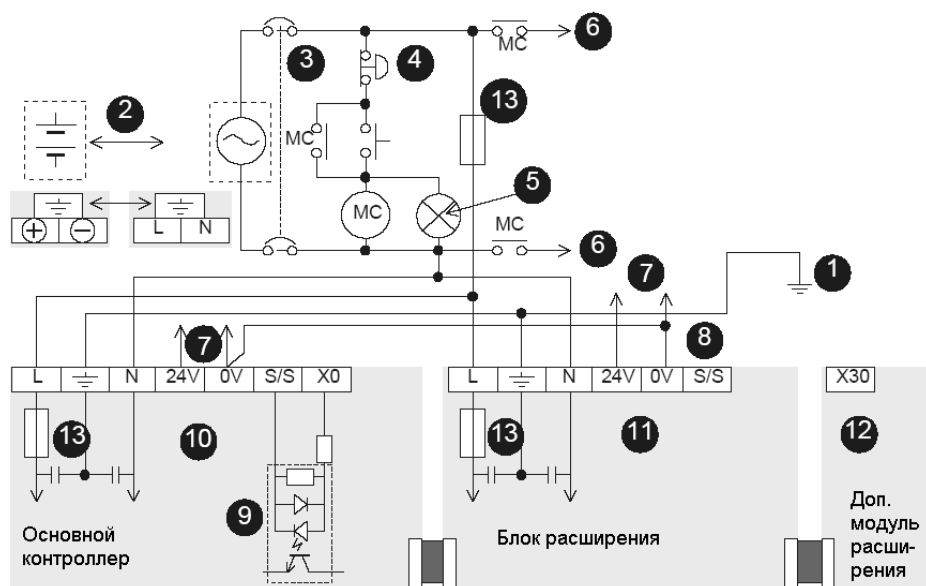 MC
6
3
4
13
2
MC
5
MC
MC
6
L N
7
1
7
8
L N 24V 0V S/S X0
L N 24V 0V S/S
X30
13
10
13
11
12
9
Основной
контроллер
Блок расширения
Доп.
модуль
расши-
рения